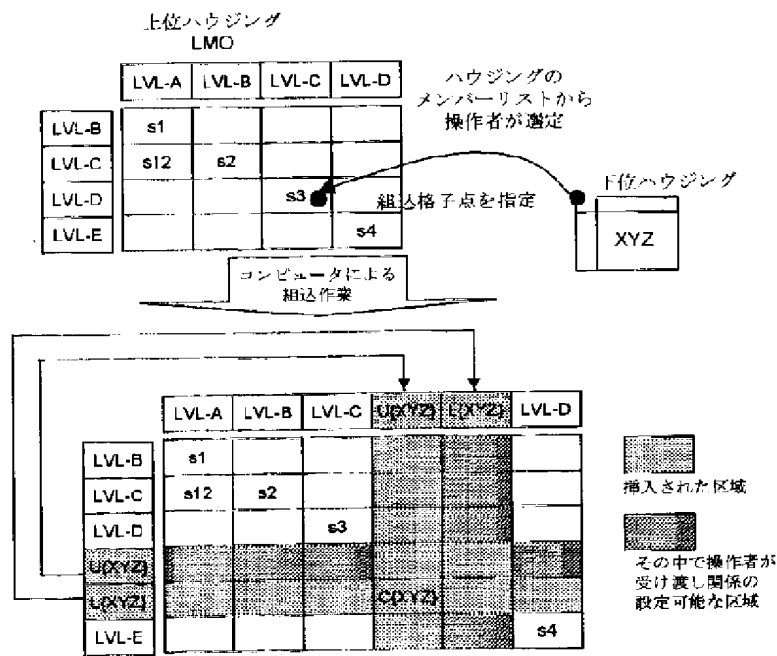 上位ハウジング
LMO
LVL-A LVL-B LVL-C LVL-D
LVL-B s1
LVL-C s12 s2
LVL-D s3
LVL-E s4
ハウジングの
メンバーリストから
操作者が選定
組込格子点を指定
下位ハウジング
XYZ
コンピュータによる
組込作業
LVL-A LVL-B LVL-C U(XYZ) L(XYZ) LVL-D
LVL-B s1
LVL-C s12 s2
LVL-D s3
U(XYZ)
L(XYZ) C(XYZ)
LVL-E s4
挿入された区域
その中で操作者が
受け渡し関係の
設定可能な区域